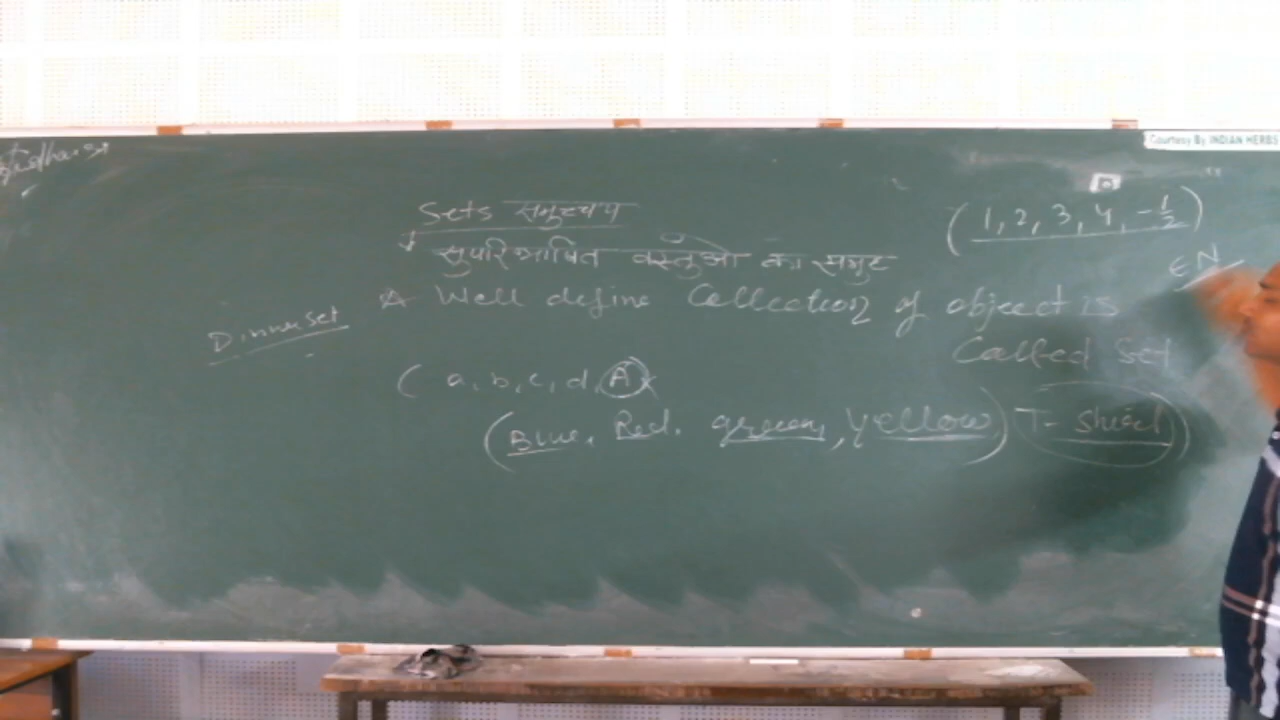 Courtesy By INDIAN HERBS
Sets समुच्चय
(1, 2, 3, 4, -1/2)
सुपरिभाषित वस्तुओ का समुह
∈ N
A Well define Collection of object is
Called Set
Dinner Set
( a, b, c, d, A
(Blue, Red, green, yellow) T-shirt)